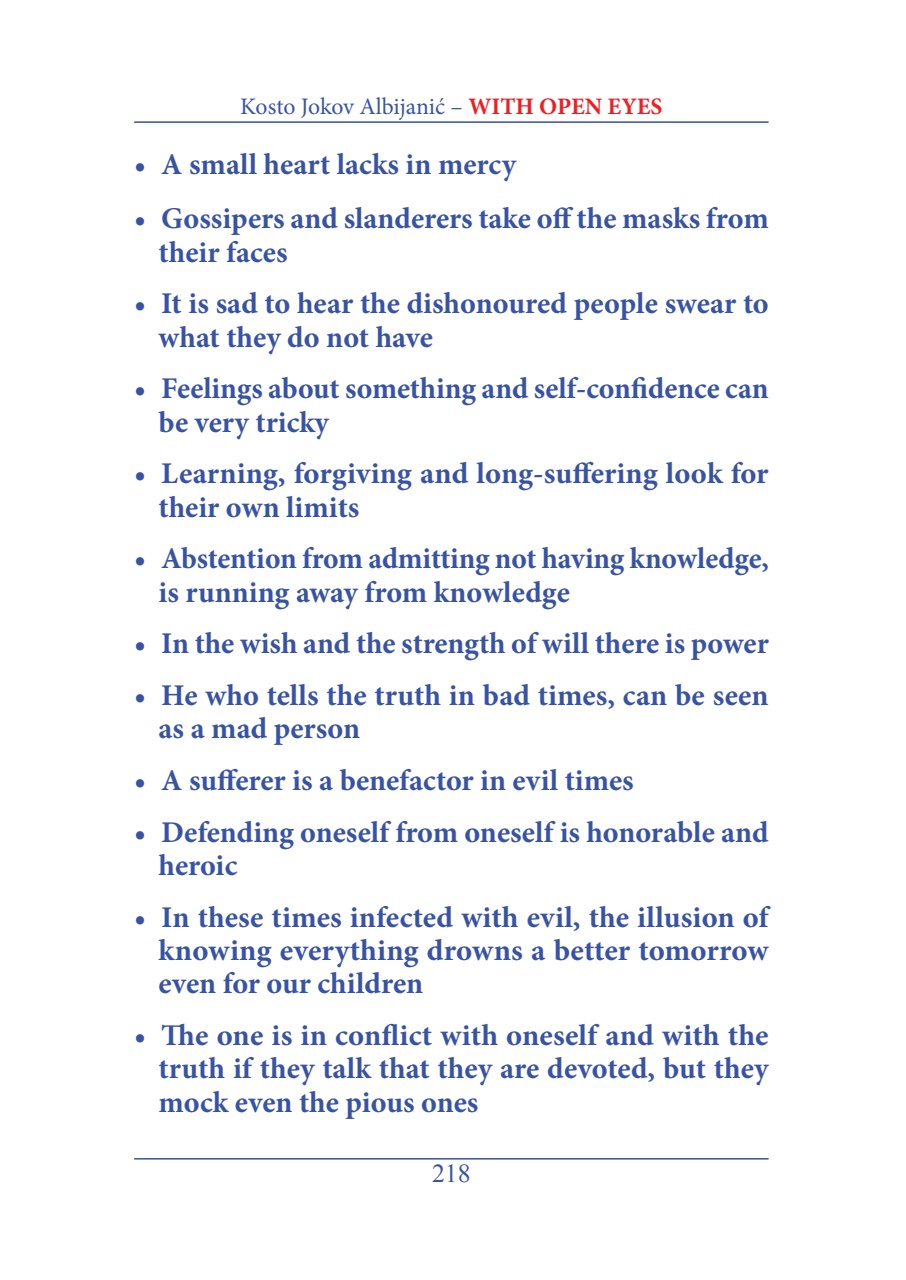 Kosto Jokov Albijanić – WITH OPEN EYES
• A small heart lacks in mercy
• Gossipers and slanderers take off the masks from
their faces
• It is sad to hear the dishonoured people swear to
what they do not have
• Feelings about something and self-confidence can
be very tricky
• Learning, forgiving and long-suffering look for
their own limits
• Abstention from admitting not having knowledge,
is running away from knowledge
• In the wish and the strength of will there is power
• He who tells the truth in bad times, can be seen
as a mad person
• A sufferer is a benefactor in evil times
• Defending oneself from oneself is honorable and
heroic
• In these times infected with evil, the illusion of
knowing everything drowns a better tomorrow
even for our children
• The one is in conflict with oneself and with the
truth if they talk that they are devoted, but they
mock even the pious ones
218